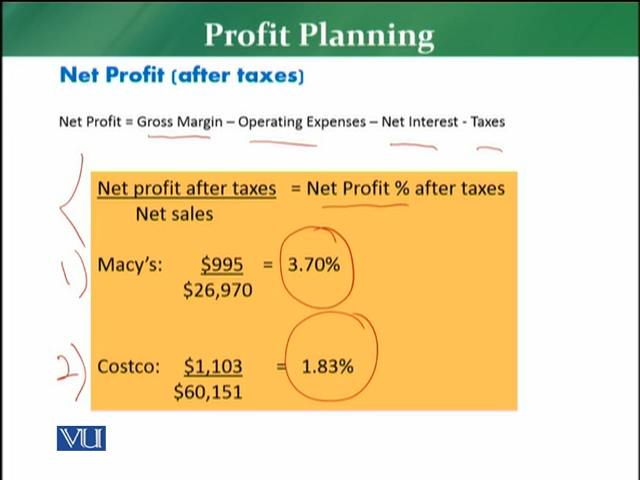 Profit Planning
Net Profit (after taxes)
Net Profit = Gross Margin – Operating Expenses – Net Interest - Taxes
Net profit after taxes = Net Profit % after taxes
Net sales
1) Macy's: $995 = 3.70%
$26,970
2) Costco: $1,103 = 1.83%
$60,151
VU